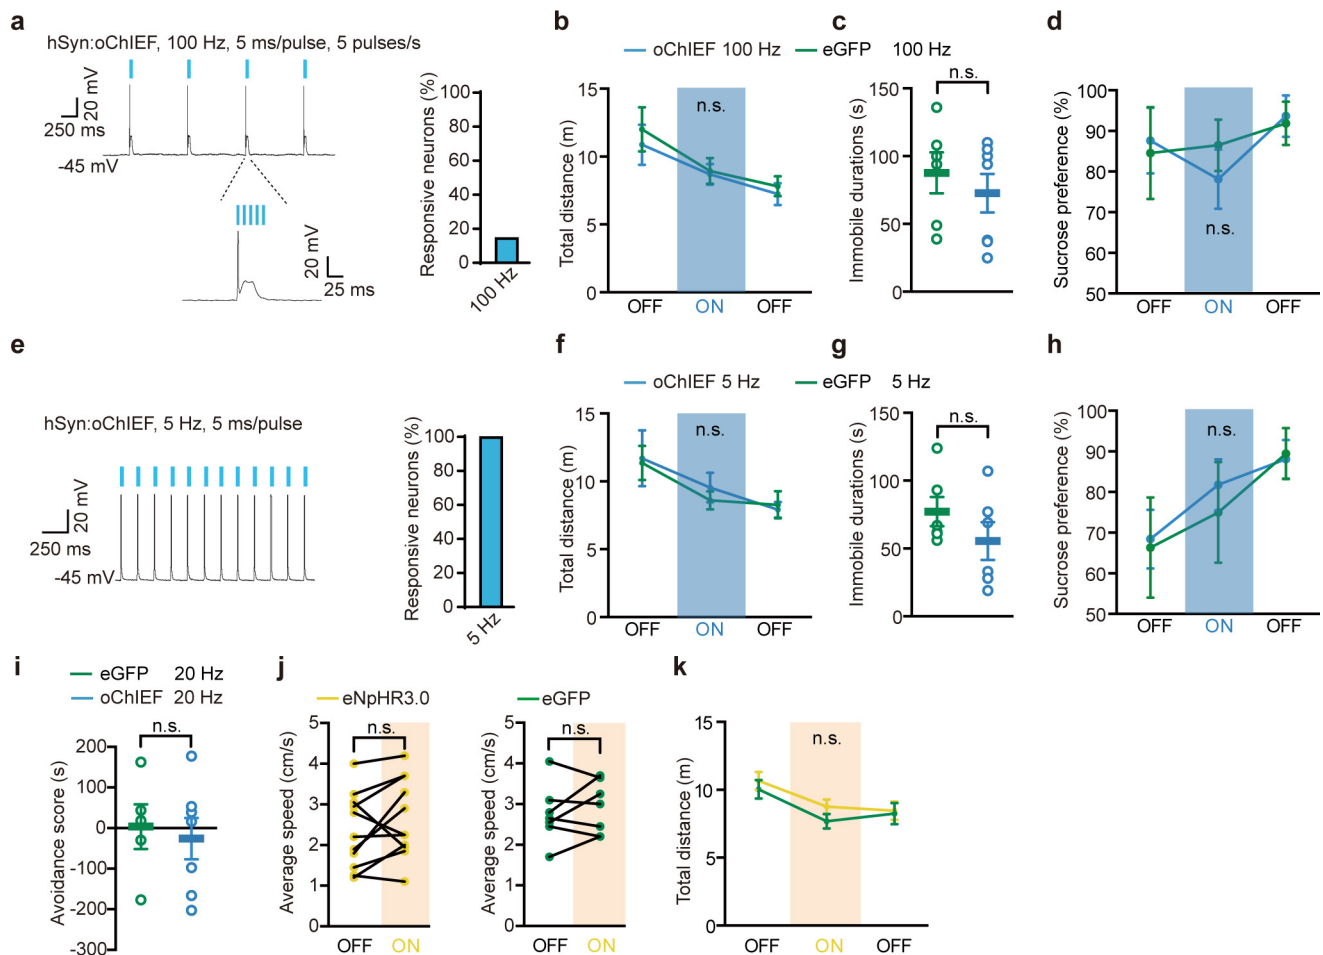 a
hSyn:oChIEF, 100 Hz, 5 ms/pulse, 5 pulses/s
20 mV
250 ms
-45 mV
20 mV
25 ms
Responsive neurons (%)
100
80
60
40
20
0
100 Hz
b
oChIEF 100 Hz
eGFP 100 Hz
Total distance (m)
15
10
5
0
n.s.
OFF
ON
OFF
c
Immobile durations (s)
150
100
50
0
n.s.
d
Sucrose preference (%)
100
90
80
70
60
50
n.s.
OFF
ON
OFF
e
hSyn:oChIEF, 5 Hz, 5 ms/pulse
20 mV
250 ms
-45 mV
Responsive neurons (%)
100
80
60
40
20
0
5 Hz
f
oChIEF 5 Hz
eGFP 5 Hz
Total distance (m)
15
10
5
0
n.s.
OFF
ON
OFF
g
Immobile durations (s)
150
100
50
0
n.s.
h
Sucrose preference (%)
100
90
80
70
60
50
n.s.
OFF
ON
OFF
i
eGFP 20 Hz
oChIEF 20 Hz
Avoidance score (s)
200
100
0
-100
-200
-300
n.s.
j
eNpHR3.0
Average speed (cm/s)
5
4
3
2
1
0
n.s.
OFF
ON
eGFP
Average speed (cm/s)
5
4
3
2
1
0
n.s.
OFF
ON
k
Total distance (m)
15
10
5
0
n.s.
OFF
ON
OFF